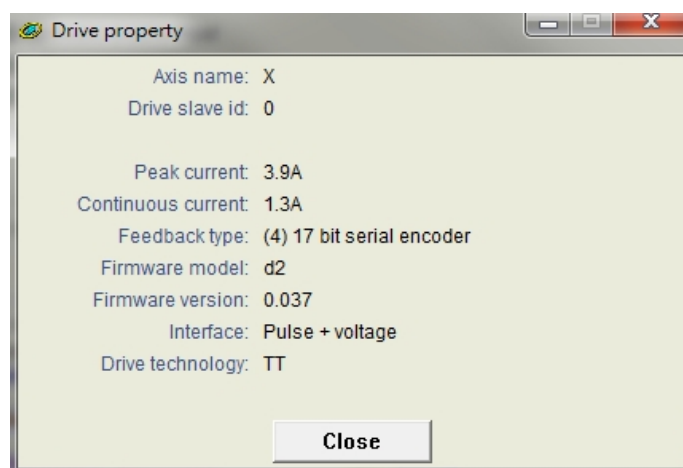 Drive property
Axis name: X
Drive slave id: 0
Peak current: 3.9A
Continuous current: 1.3A
Feedback type: (4) 17 bit serial encoder
Firmware model: d2
Firmware version: 0.037
Interface: Pulse + voltage
Drive technology: TT
Close